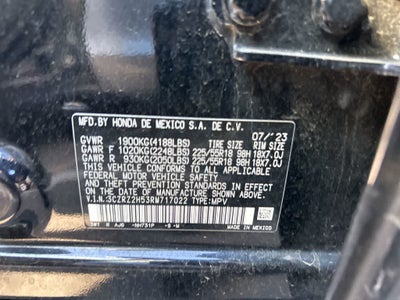 MFD.BY HONDA DE MEXICO S.A. DE C.V.
07/'23
GVWR 1900KG(4188LBS) TIRE SIZE RIM SIZE
GAWR F 1020KG(2248LBS) 225/55R18 98H 18X7.0J
GAWR R 930KG(2050LBS) 225/55R18 98H 18X7.0J
THIS VEHICLE CONFORMS TO ALL APPLICABLE
FEDERAL MOTOR VEHICLE SAFETY STANDARDS
IN EFFECT ON THE DATE OF MANUFACTURE
SHOWN ABOVE.
V.I.N.:3CZRZ2H53RM717022 TYPE:MPV
AJG -NH731P -B -M
MADE IN MEXICO